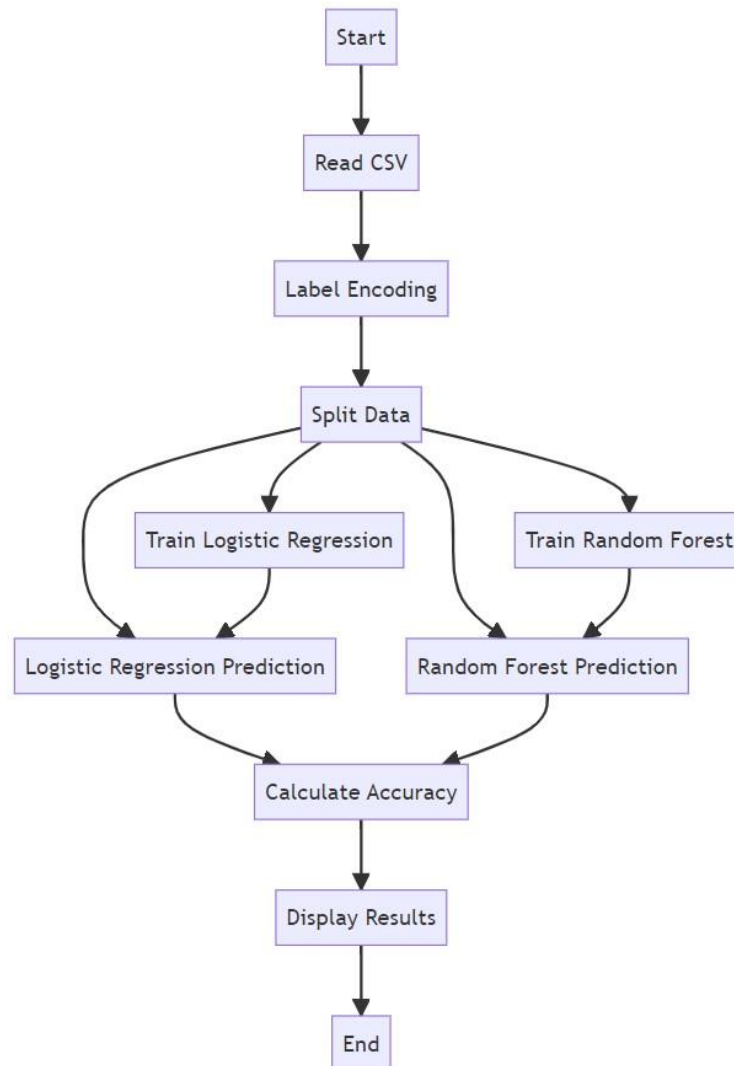 Start
Read CSV
Label Encoding
Split Data
Train Logistic Regression
Train Random Forest
Logistic Regression Prediction
Random Forest Prediction
Calculate Accuracy
Display Results
End